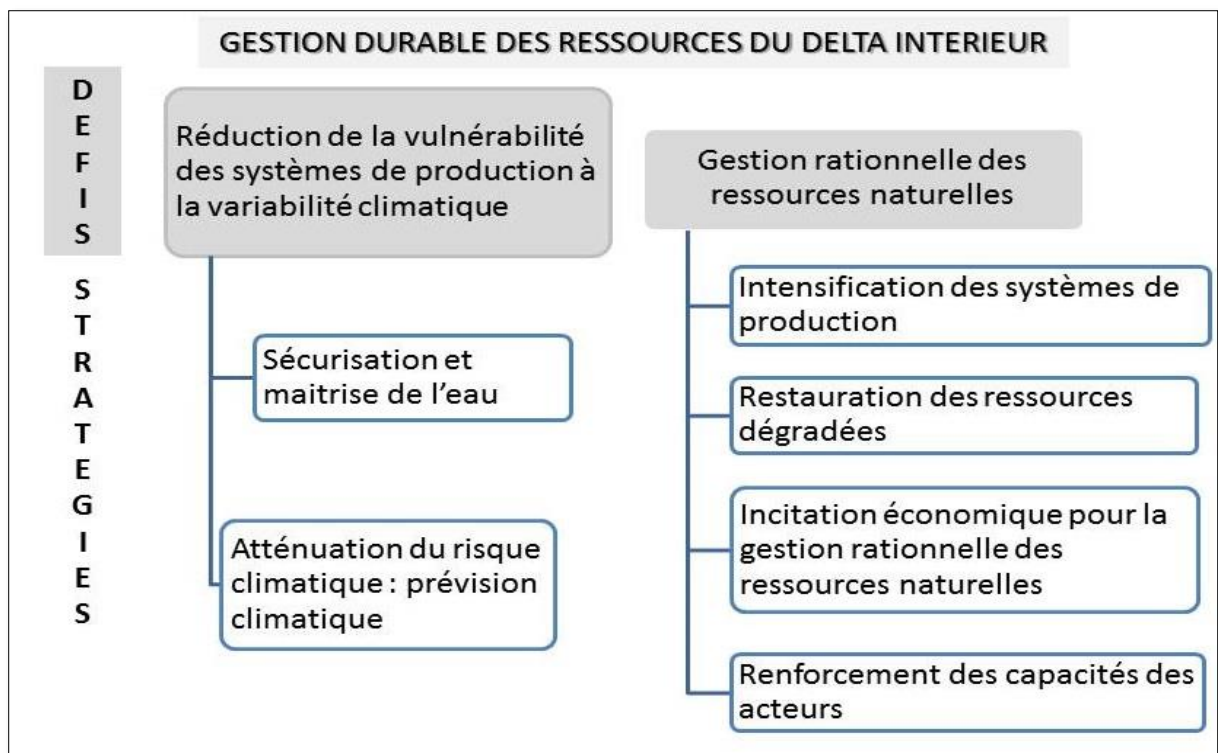 GESTION DURABLE DES RESSOURCES DU DELTA INTERIEUR
DEFIS
Réduction de la vulnérabilité
des systèmes de production à
la variabilité climatique
Gestion rationnelle des
ressources naturelles
STRATEGIES
Sécurisation et
maitrise de l'eau
Atténuation du risque
climatique : prévision
climatique
Intensification des systèmes de
production
Restauration des ressources
dégradées
Incitation économique pour la
gestion rationnelle des
ressources naturelles
Renforcement des capacités des
acteurs